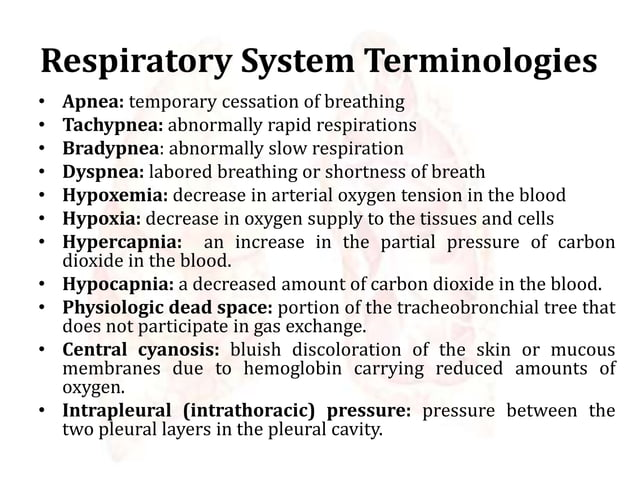 Respiratory System Terminologies
• Apnea: temporary cessation of breathing
• Tachypnea: abnormally rapid respirations
• Bradypnea: abnormally slow respiration
• Dyspnea: labored breathing or shortness of breath
• Hypoxemia: decrease in arterial oxygen tension in the blood
• Hypoxia: decrease in oxygen supply to the tissues and cells
• Hypercapnia: an increase in the partial pressure of carbon
dioxide in the blood.
• Hypocapnia: a decreased amount of carbon dioxide in the blood.
• Physiologic dead space: portion of the tracheobronchial tree that
does not participate in gas exchange.
• Central cyanosis: bluish discoloration of the skin or mucous
membranes due to hemoglobin carrying reduced amounts of
oxygen.
• Intrapleural (intrathoracic) pressure: pressure between the
two pleural layers in the pleural cavity.